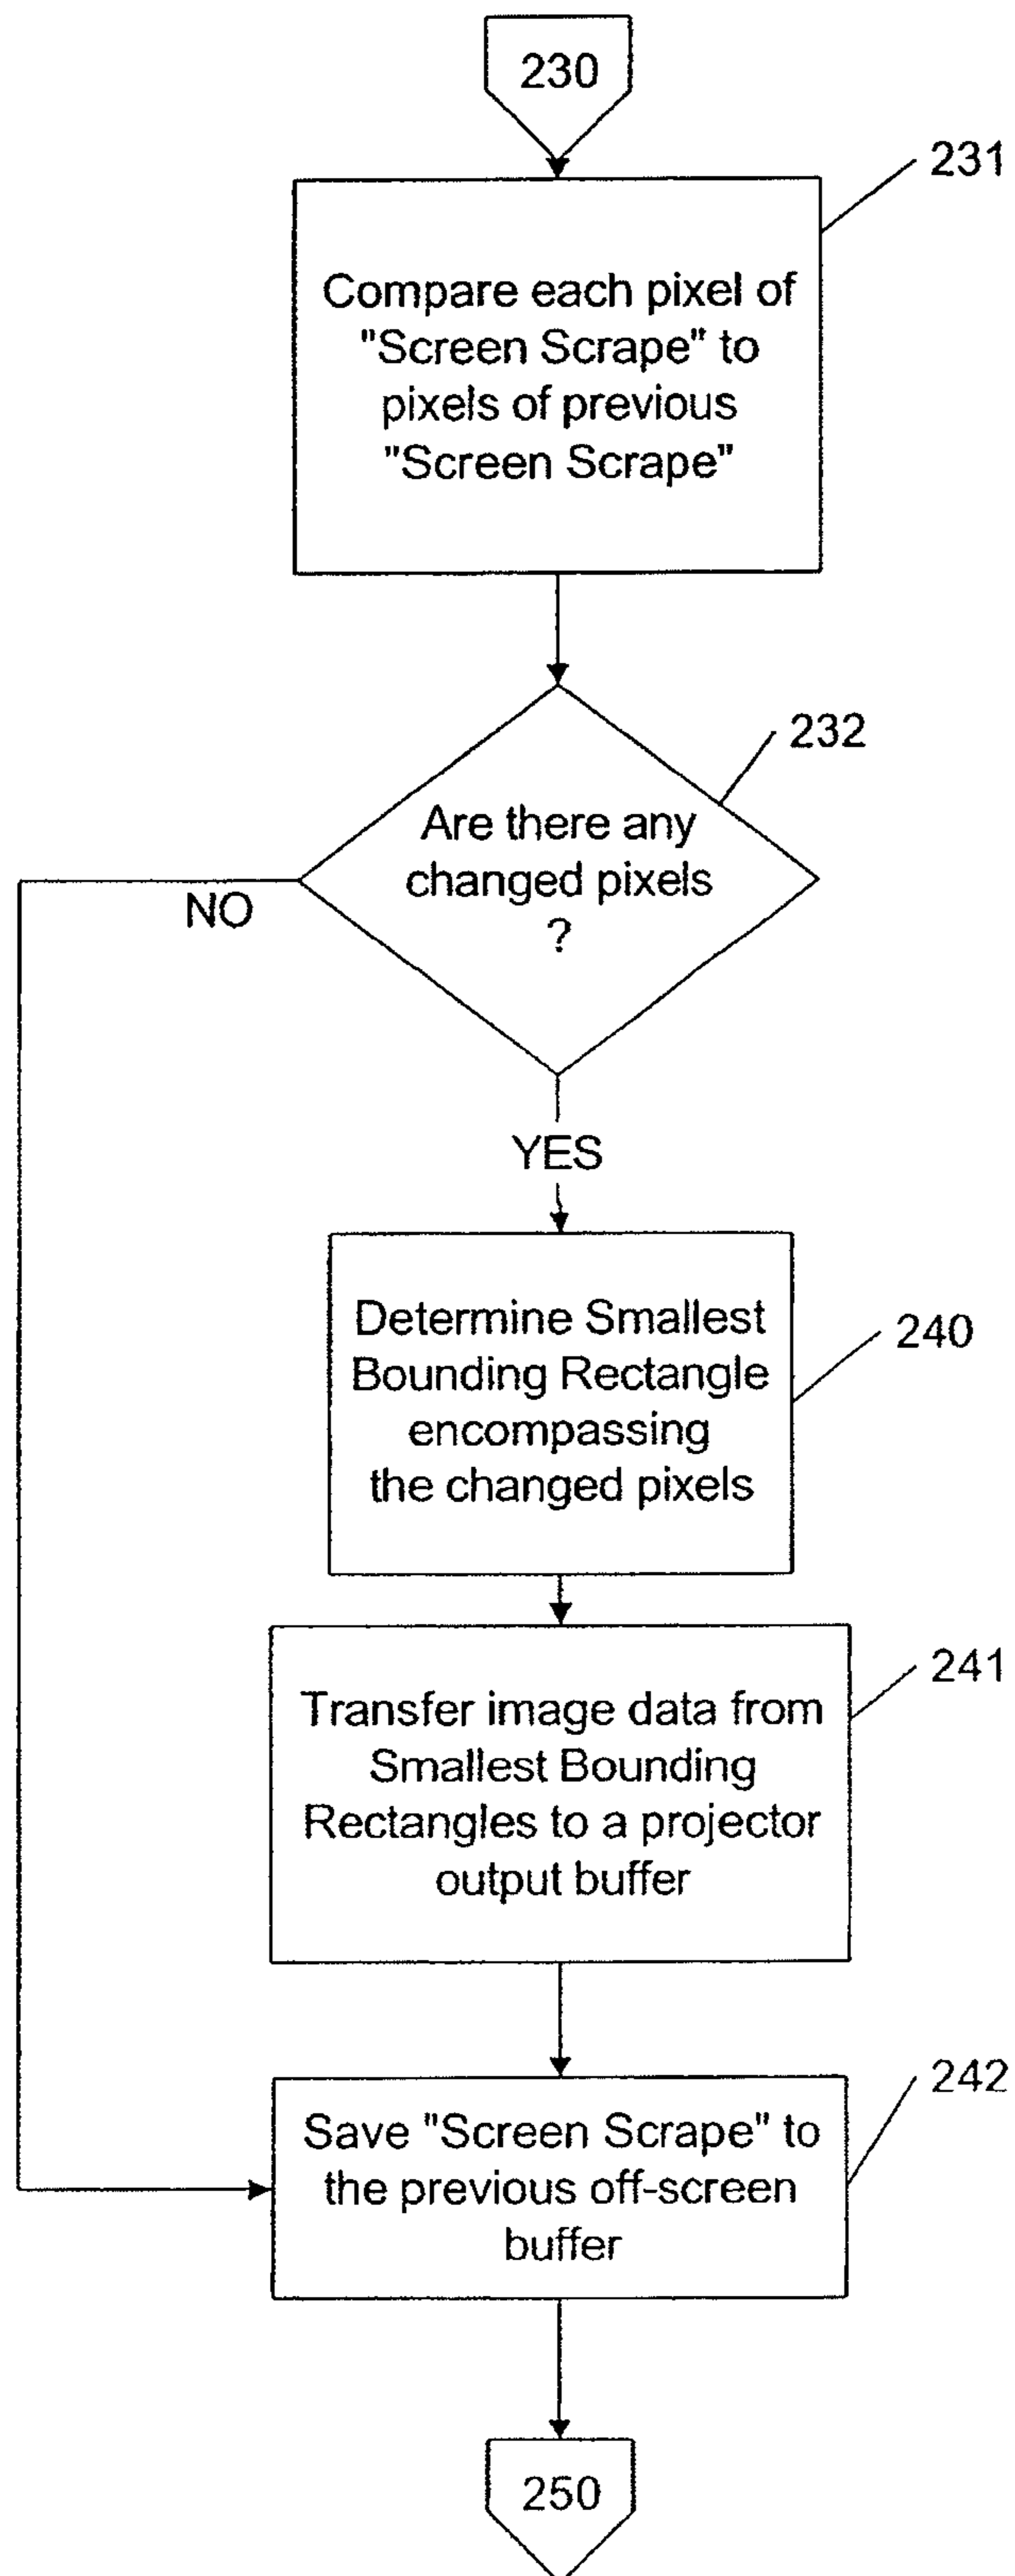 230
231
Compare each pixel of
"Screen Scrape" to
pixels of previous
"Screen Scrape"
232
Are there any
changed pixels
?
NO
YES
Determine Smallest
Bounding Rectangle
encompassing
the changed pixels
240
241
Transfer image data from
Smallest Bounding
Rectangles to a projector
output buffer
242
Save "Screen Scrape" to
the previous off-screen
buffer
250